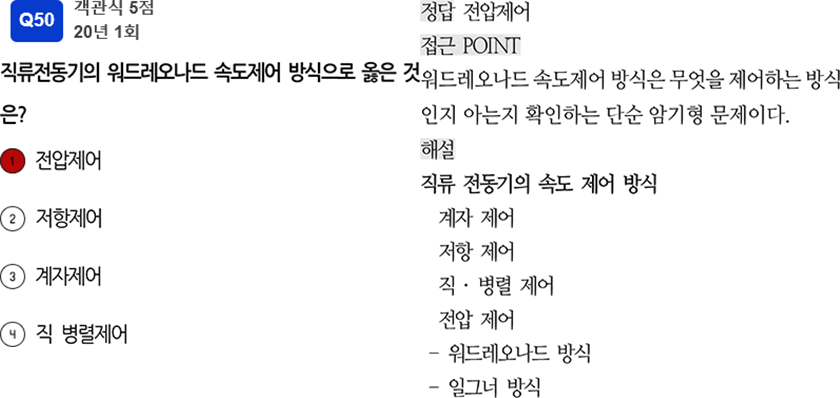 Q50
객관식 5점
20년 1회
직류전동기의 워드레오나드 속도제어 방식으로 옳은 것
은?
1 전압제어
2 저항제어
3 계자제어
4 직 병렬제어
정답 전압제어
접근 POINT
워드레오나드 속도제어 방식은 무엇을 제어하는 방식
인지 아는지 확인하는 단순 암기형 문제이다.
해설
직류 전동기의 속도 제어 방식
계자 제어
저항 제어
직 · 병렬 제어
전압 제어
- 워드레오나드 방식
- 일그너 방식